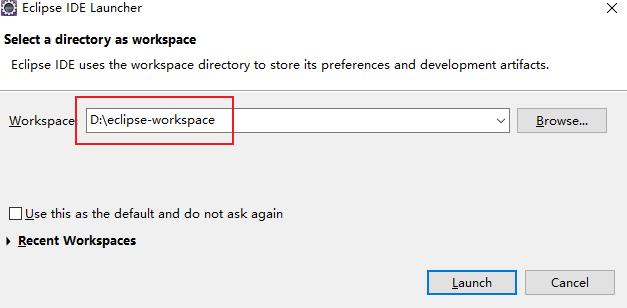 Eclipse IDE Launcher
Select a directory as workspace
Eclipse IDE uses the workspace directory to store its preferences and development artifacts.
Workspace: D:\eclipse-workspace Browse...
Use this as the default and do not ask again
Recent Workspaces
Launch Cancel